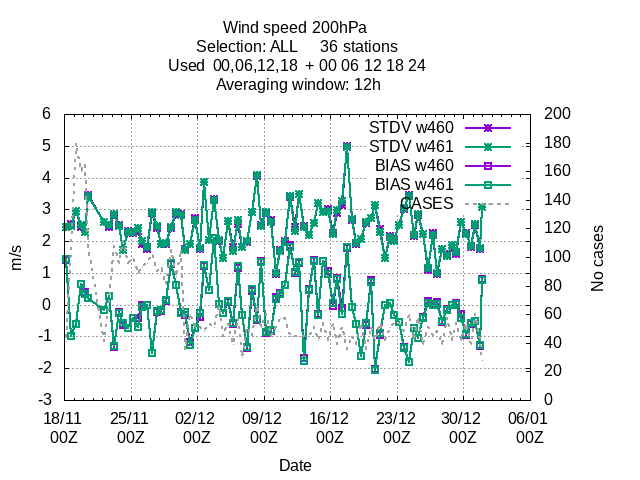 Wind speed 200hPa
Selection: ALL 36 stations
Used 00,06,12,18 + 00 06 12 18 24
Averaging window: 12h
STDV w460
STDV w461
BIAS w460
BIAS w461
CASES
6
5
4
3
2
1
0
-1
-2
-3
m/s
200
180
160
140
120
100
80
60
40
20
0
No cases
18/11 25/11 02/12 09/12 16/12 23/12 30/12 06/01
00Z 00Z 00Z 00Z 00Z 00Z 00Z 00Z
Date